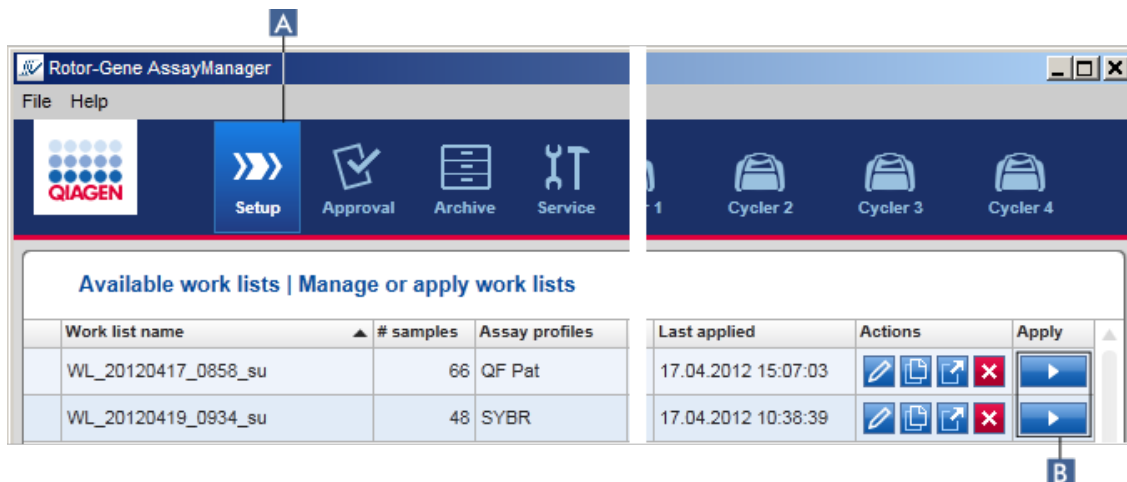 A
Rotor-Gene AssayManager
File Help
QIAGEN
Setup Approval Archive Service r 1 Cycler 2 Cycler 3 Cycler 4
Available work lists | Manage or apply work lists
Work list name # samples Assay profiles Last applied Actions Apply
WL_20120417_0858_su 66 QF Pat 17.04.2012 15:07:03
WL_20120419_0934_su 48 SYBR 17.04.2012 10:38:39
B